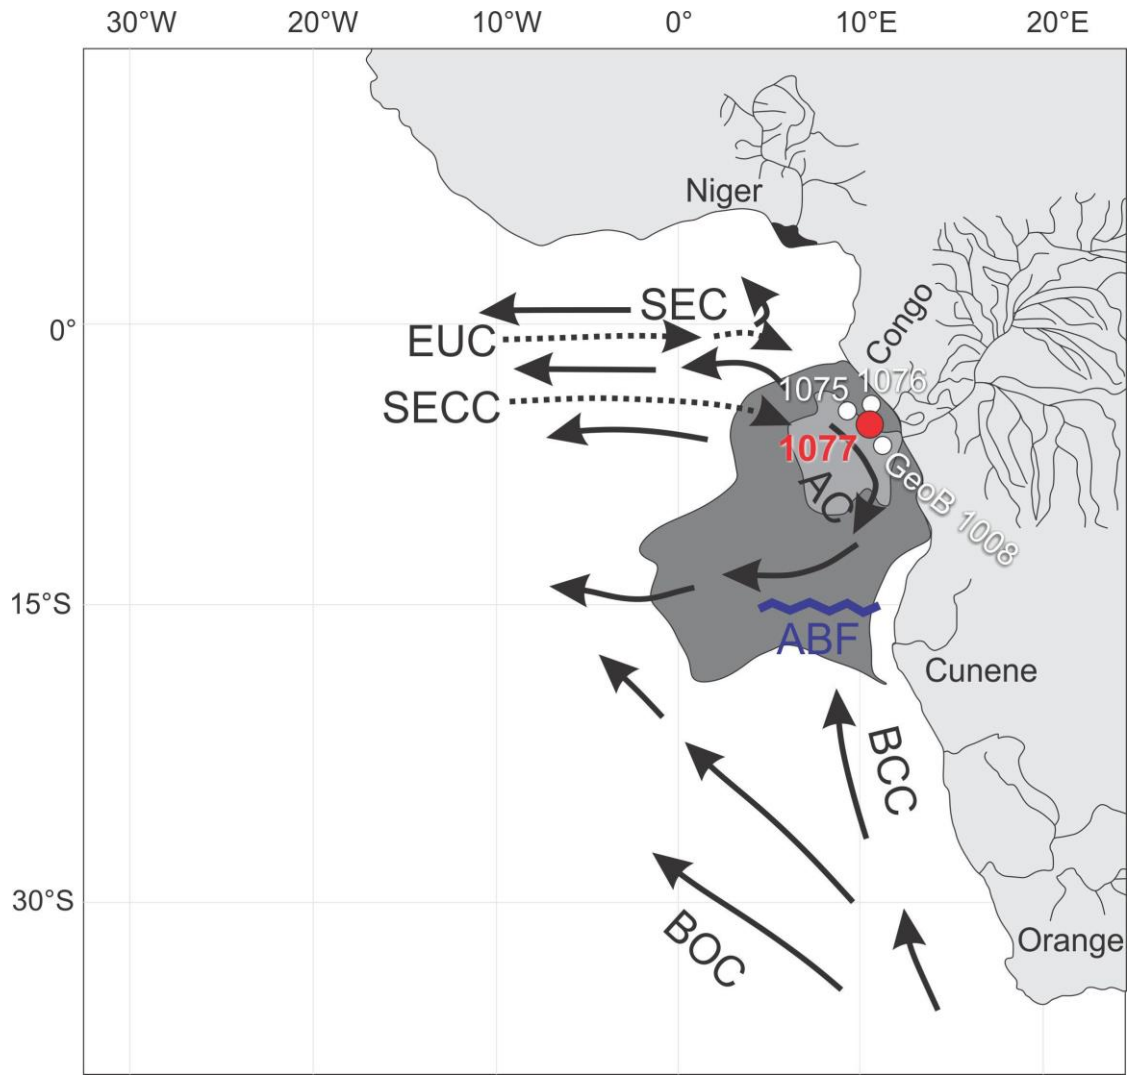 30°W 20°W 10°W 0° 10°E 20°E
Niger
Congo
SEC
0°
EUC
1075 1076
SECC
1077
AC
GeoB 1008
15°S
ABF
Cunene
BCC
30°S
BOC
Orange